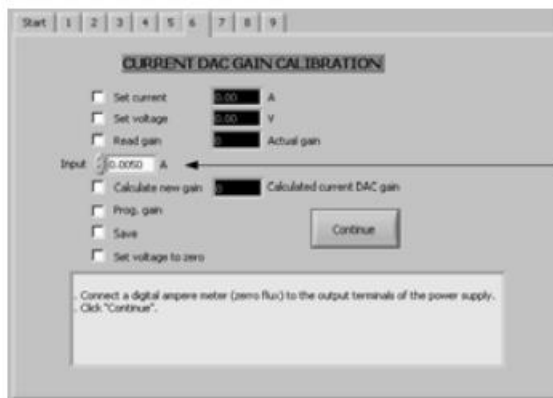 Start 1 2 3 4 5 6 7 8 9
CURRENT DAC GAIN CALIBRATION
Set current 0.00 A
Set voltage 0.00 V
Read gain 0 Actual gain
Input 0.0050 A
Calculate new gain 0 Calculated current DAC gain
Prog. gain
Save
Continue
Set voltage to zero
. Connect a digital ampere meter (zerro flux) to the output terminals of the power supply.
. Click "Continue".